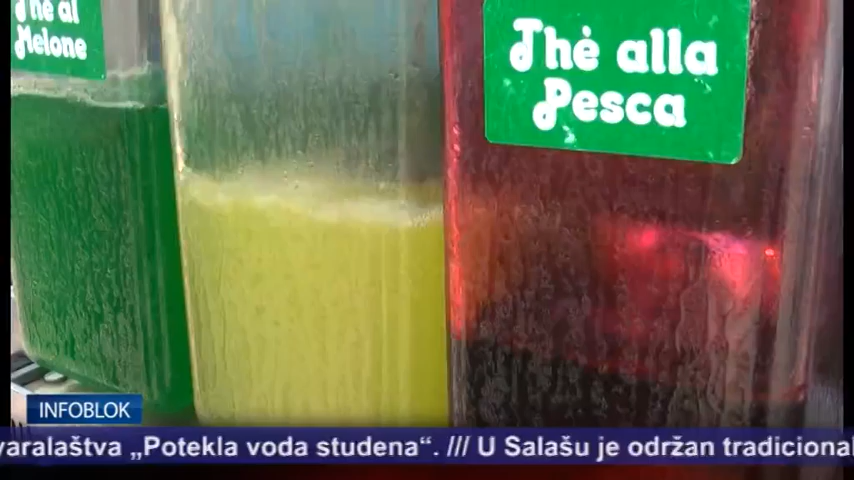 Thè al
Melone
Thè alla
Pesca
INFOBLOK
varalaštva „Potekla voda studena“. /// U Salašu je održan tradicional